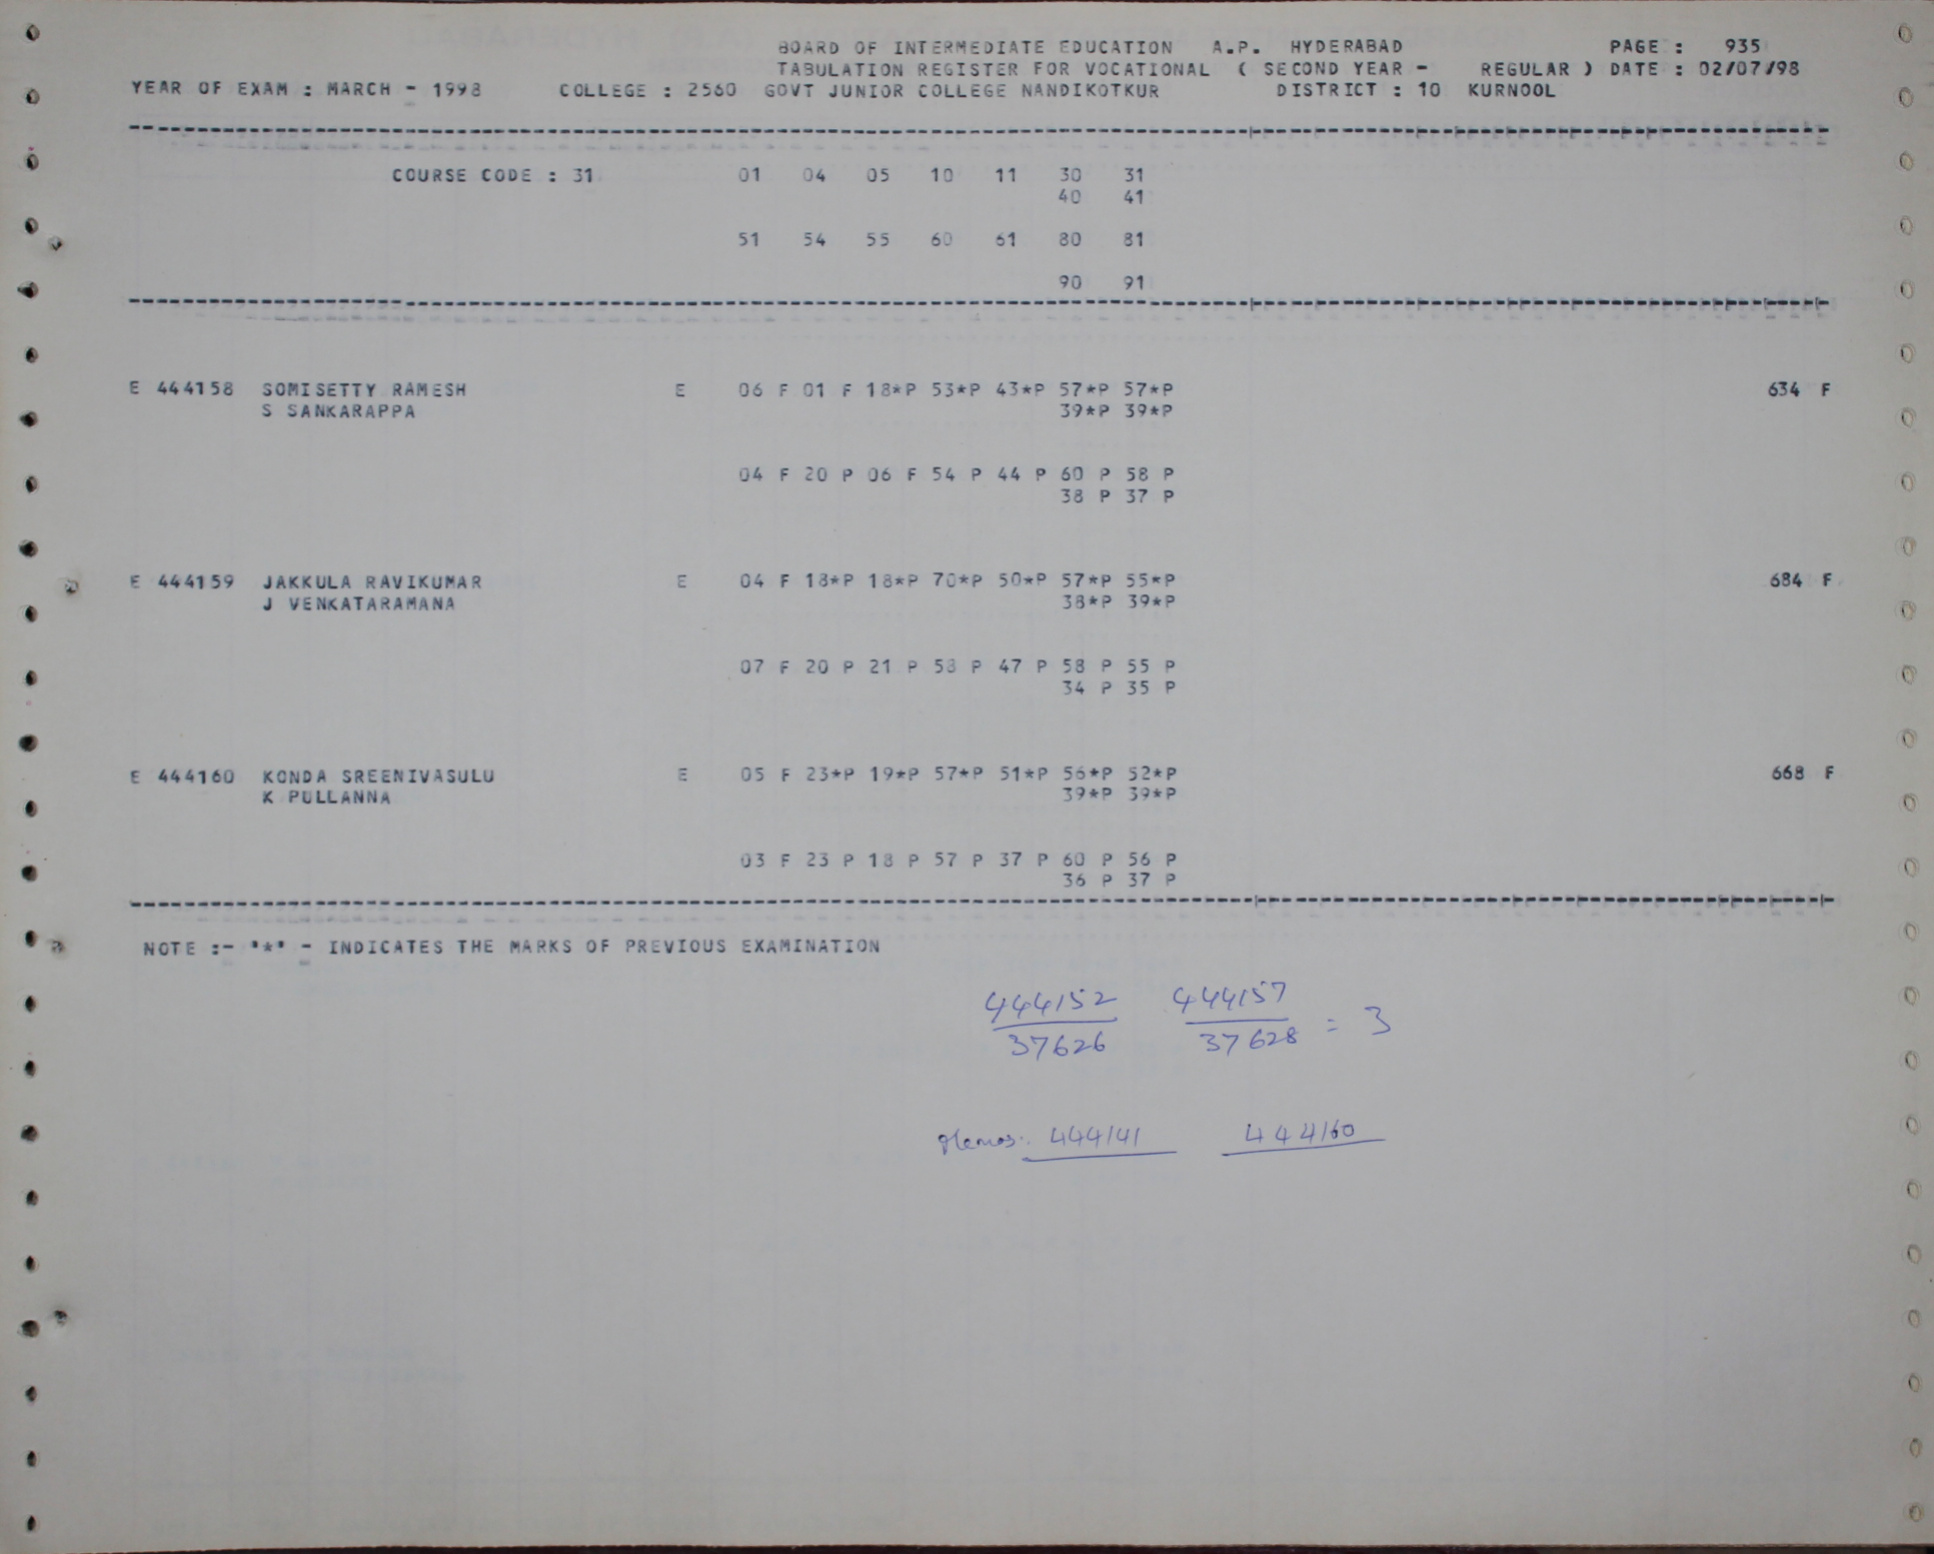 BOARD OF INTERMEDIATE EDUCATION A.P. HYDERABAD PAGE : 935
TABULATION REGISTER FOR VOCATIONAL ( SECOND YEAR - REGULAR ) DATE : 02/07/98
YEAR OF EXAM : MARCH - 1998 COLLEGE : 2560 GOVT JUNIOR COLLEGE NANDIKOTKUR DISTRICT : 10 KURNOOL
COURSE CODE : 31 01 04 05 10 11 30 31
40 41
51 54 55 60 61 80 81
90 91
E 444158 SOMISETTY RAMESH E 06 F 01 F 18*P 53*P 43*P 57*P 57*P 634 F
S SANKARAPPA 39*P 39*P
04 F 20 P 06 F 54 P 44 P 60 P 58 P
38 P 37 P
E 444159 JAKKULA RAVIKUMAR E 04 F 18*P 18*P 70*P 50*P 57*P 55*P 684 F
J VENKATARAMANA 38*P 39*P
07 F 20 P 21 P 58 P 47 P 58 P 55 P
34 P 35 P
E 444160 KONDA SREENIVASULU E 05 F 23*P 19*P 57*P 51*P 56*P 52*P 668 F
K PULLANNA 39*P 39*P
03 F 23 P 18 P 57 P 37 P 60 P 56 P
36 P 37 P
NOTE :- "*" - INDICATES THE MARKS OF PREVIOUS EXAMINATION
444152 444157
37626 37628 = 3
Memos: 444141 444160